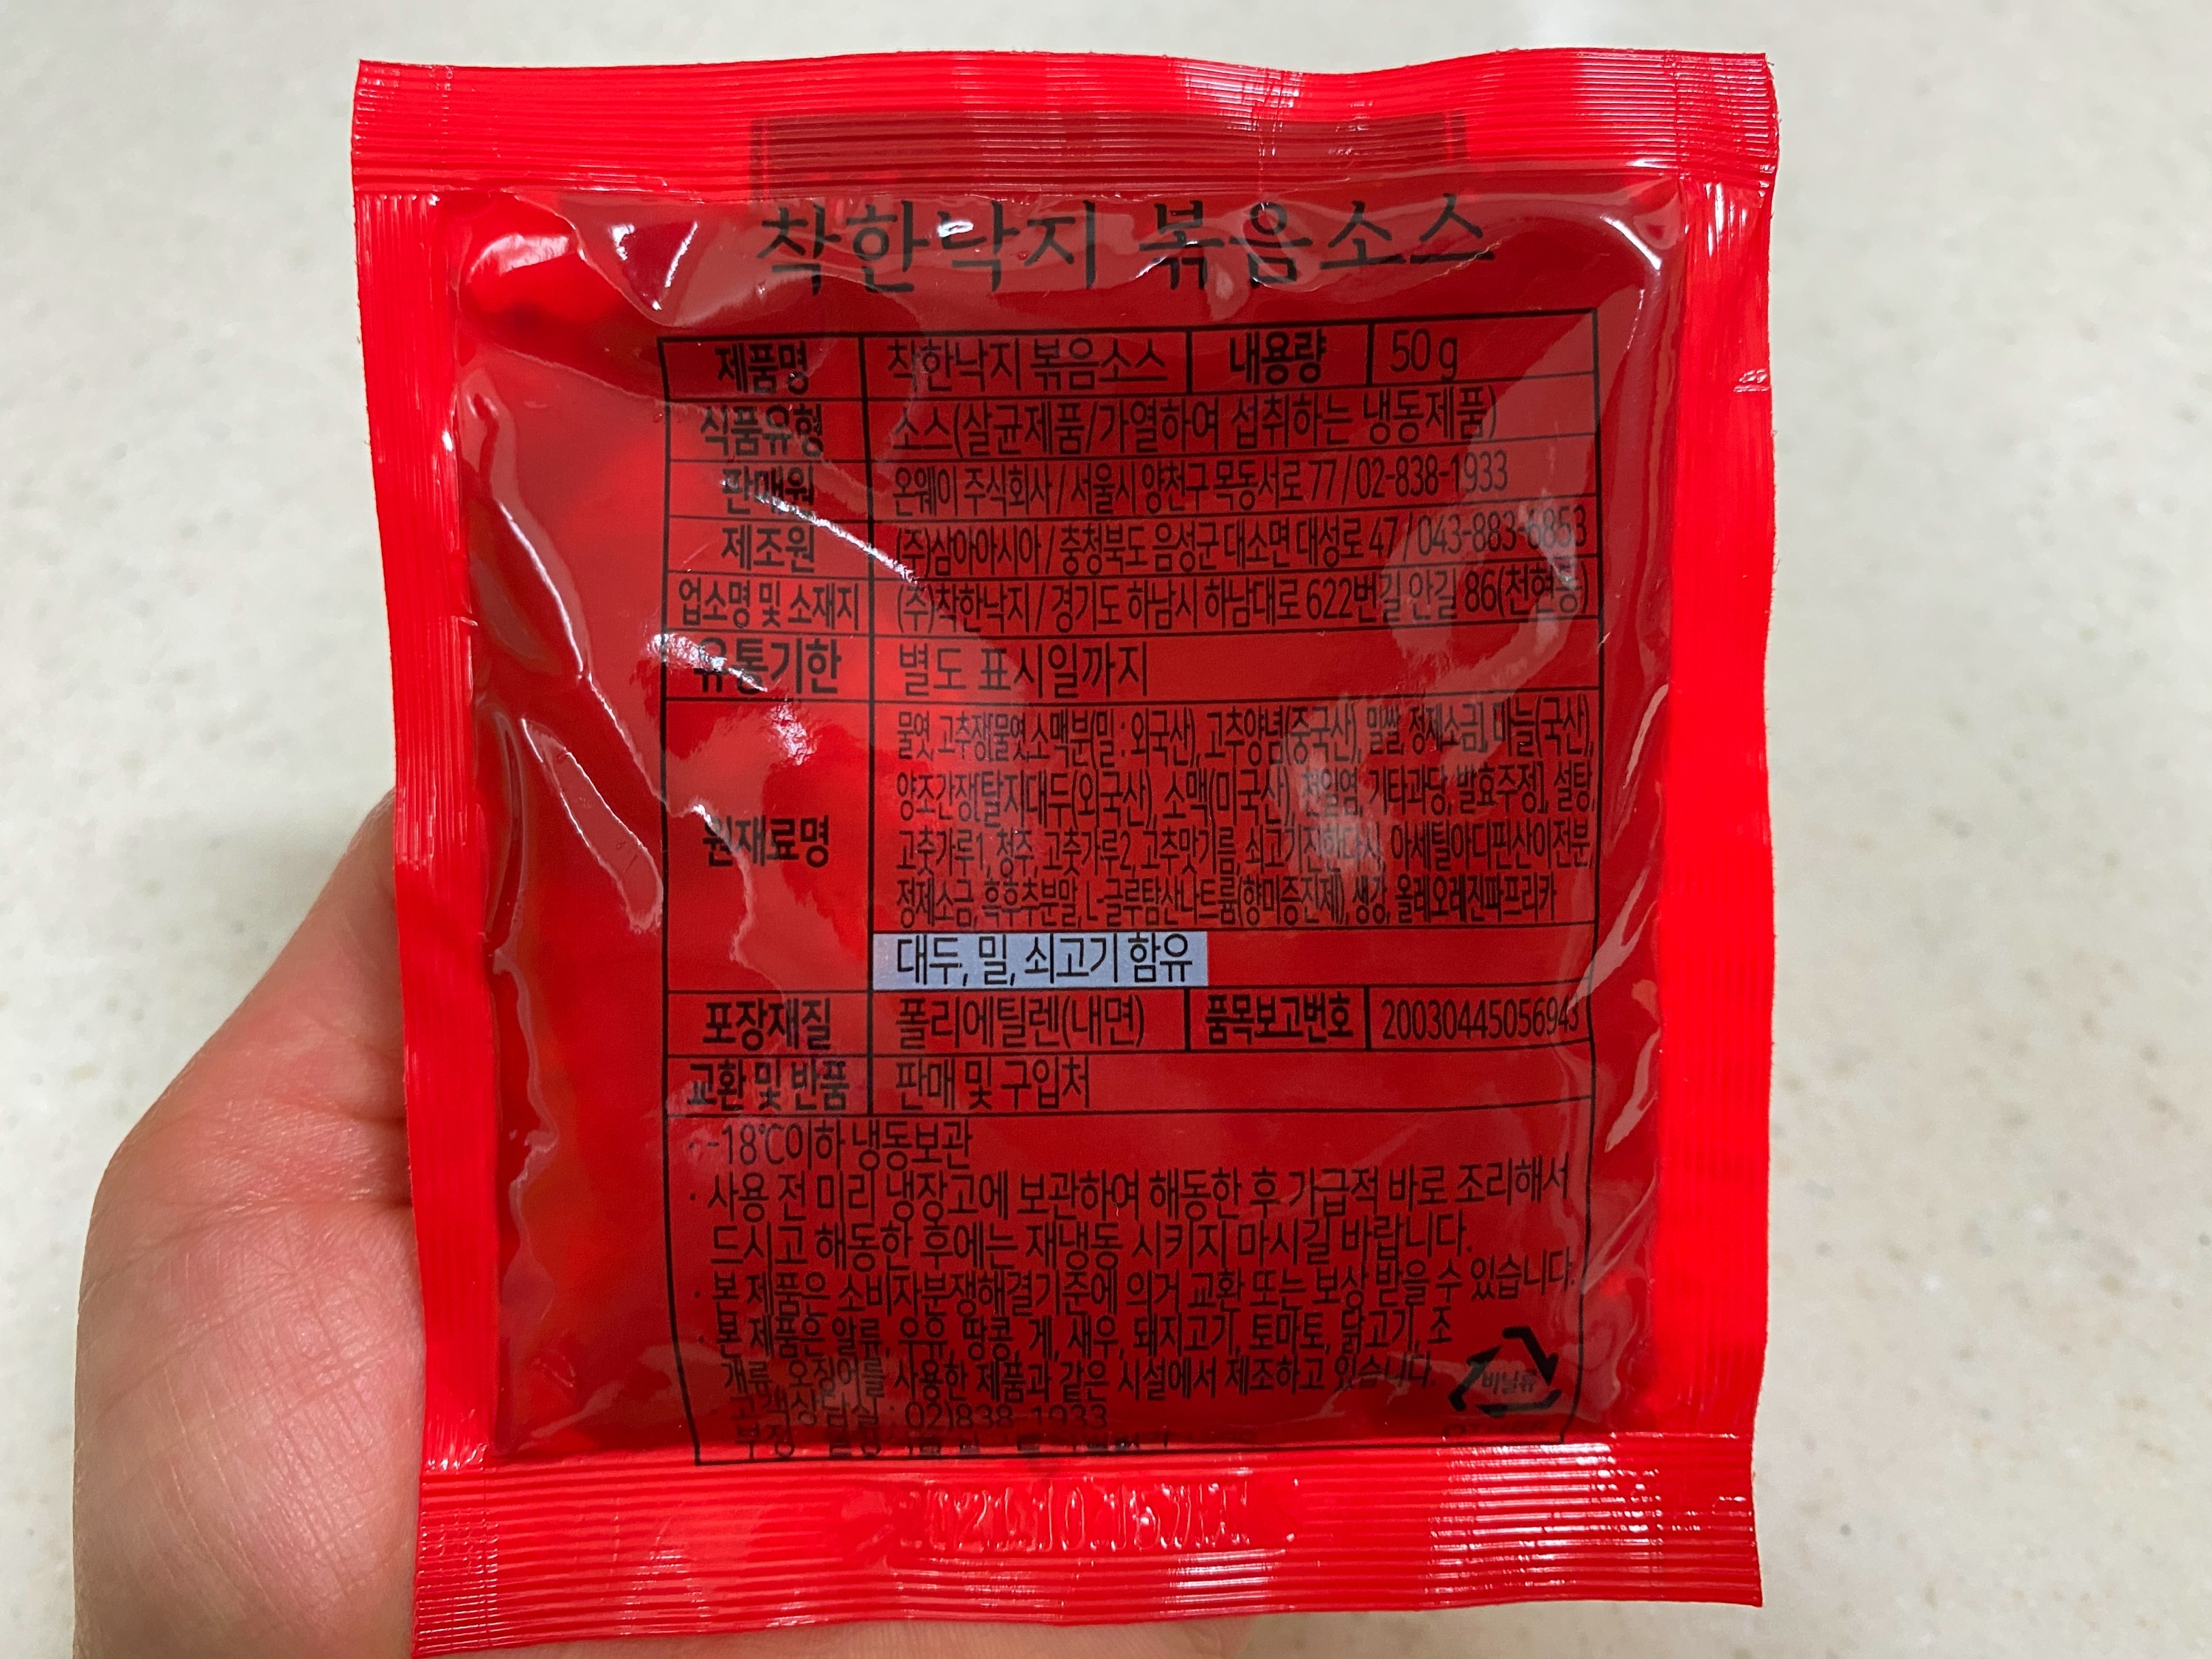 착한낙지 볶음소스
제품명 착한낙지 볶음소스 내용량 50g
식품유형 소스(살균제품/가열하여 섭취하는 냉동제품)
판매원 온웨이 주식회사/서울시 양천구 목동서로 77/02-838-1933
제조원 (주)삼아아시아/충청북도 음성군 대소면 대성로 47/043-883-6853
업소명 및 소재지 (주)착한낙지/경기도 하남시 하남대로 622번길 안길 86(천현동)
유통기한 별도 표시일까지
원재료명
물엿, 고추장[물엿, 소맥분(밀:외국산), 고추양념(중국산), 밀쌀, 정제소금], 마늘(국산),
양조간장[탈지대두(외국산), 소맥(미국산), 천일염, 기타과당, 발효주정], 설탕,
고춧가루1, 청주, 고춧가루2, 고추맛기름, 쇠고기진한다시, 아세틸아디핀산이전분,
정제소금, 흑후추분말, L-글루탐산나트륨(향미증진제), 생강, 올레오레진파프리카
대두, 밀, 쇠고기 함유
포장재질 폴리에틸렌(내면) 품목보고번호 20030445056943
교환 및 반품 판매 및 구입처
· -18℃이하 냉동보관
· 사용 전 미리 냉장고에 보관하여 해동한 후 가급적 바로 조리해서
드시고 해동한 후에는 재냉동 시키지 마시길 바랍니다.
· 본 제품은 소비자분쟁해결기준에 의거 교환 또는 보상 받을 수 있습니다.
· 본 제품은 알류, 우유, 땅콩, 게, 새우, 돼지고기, 토마토, 닭고기, 조
개류, 오징어를 사용한 제품과 같은 시설에서 제조하고 있습니다.
비닐류
고객상담실 : 02)838-1933